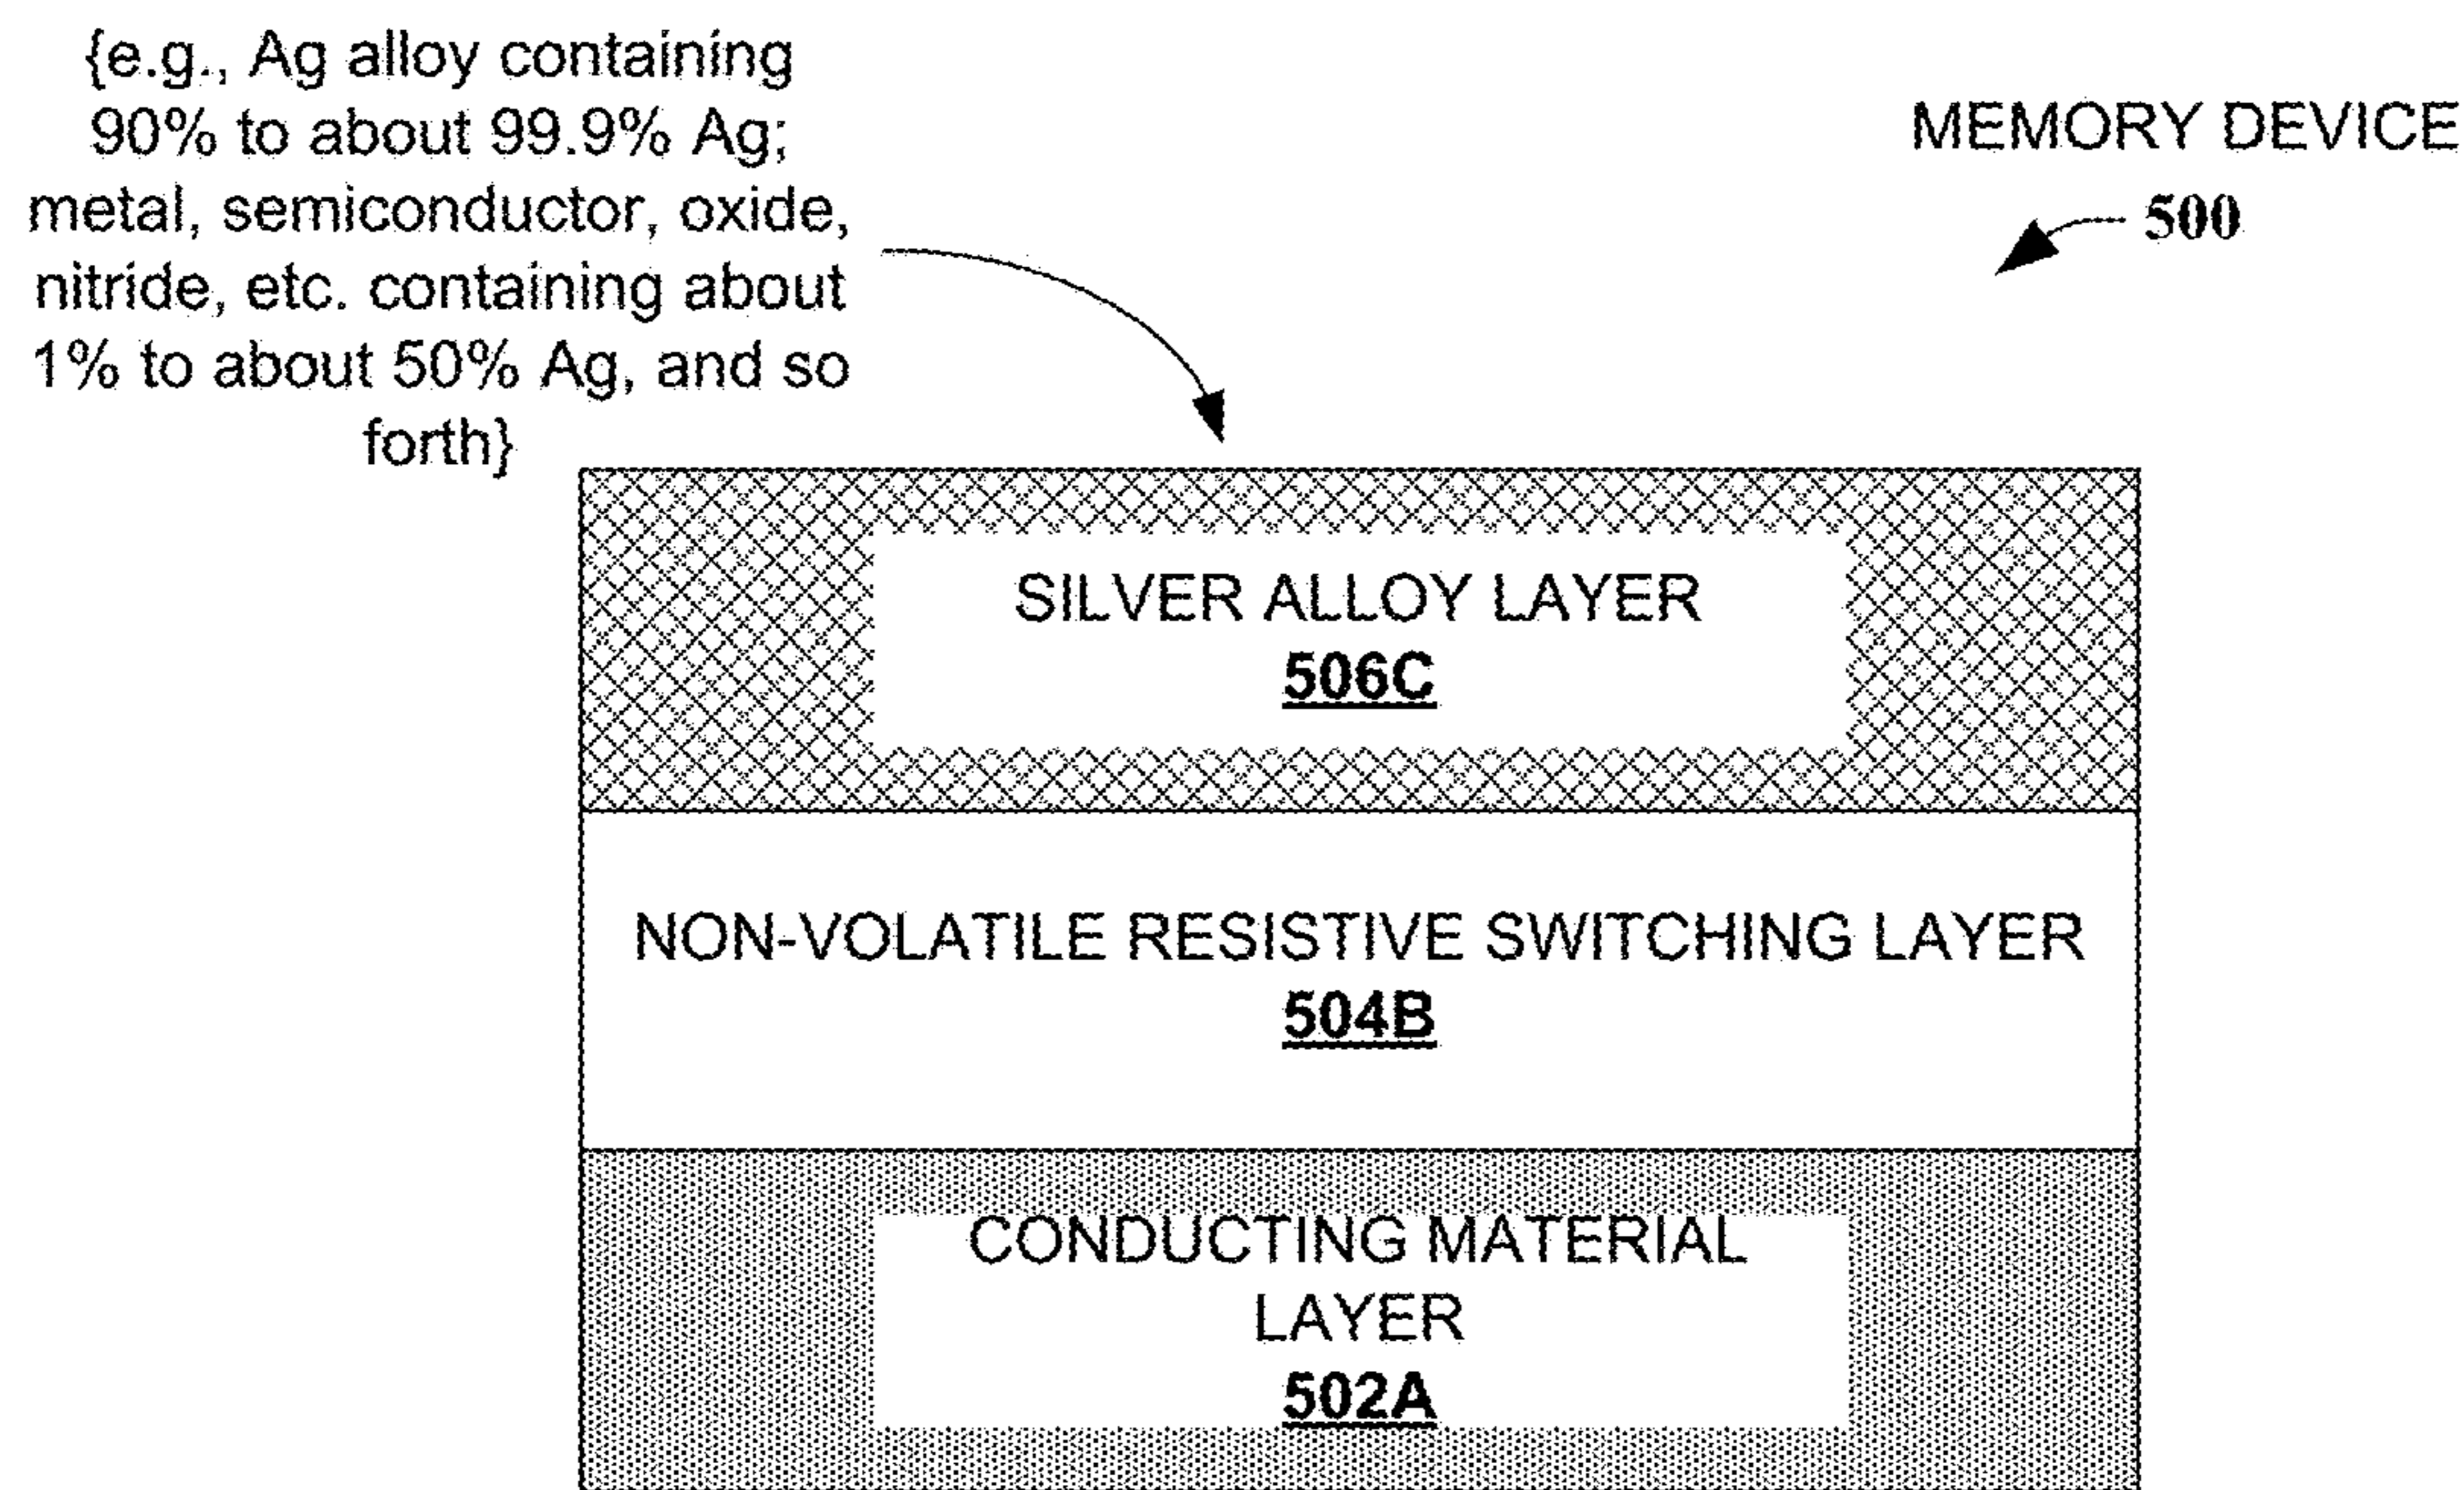 {e.g., Ag alloy containing
90% to about 99.9% Ag;
metal, semiconductor, oxide,
nitride, etc. containing about
1% to about 50% Ag, and so
forth}
MEMORY DEVICE
500
SILVER ALLOY LAYER
506C
NON-VOLATILE RESISTIVE SWITCHING LAYER
504B
CONDUCTING MATERIAL
LAYER
502A